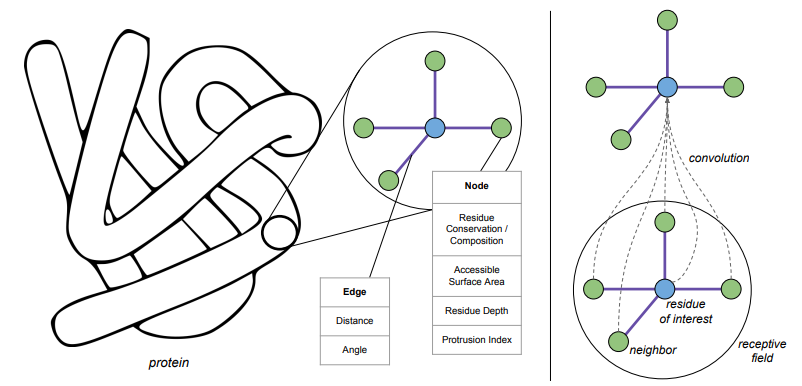 protein
Edge
Distance
Angle
Node
Residue
Conservation /
Composition
Accessible
Surface Area
Residue Depth
Protrusion Index
convolution
residue
of interest
neighbor
receptive
field